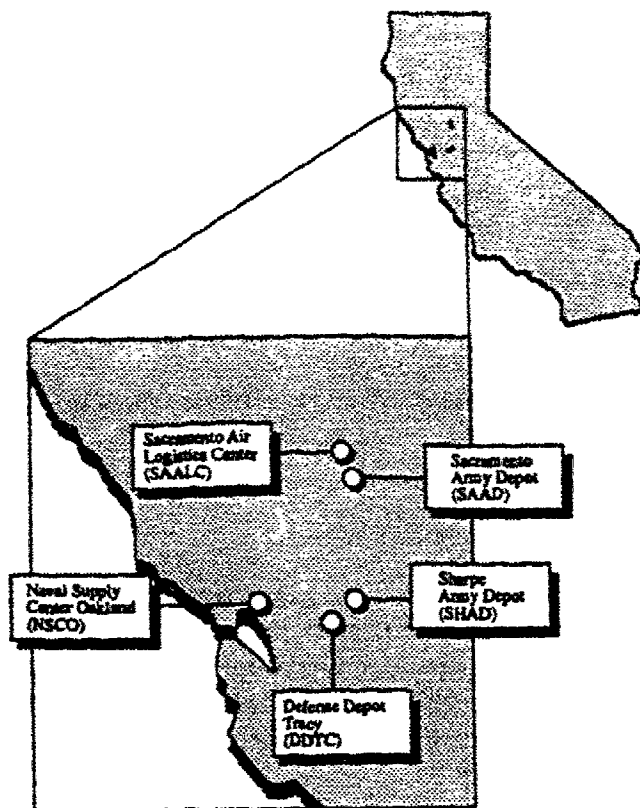 Sacramento Air
Logistics Center
(SAALC)
Sacramento
Army Depot
(SAAD)
Naval Supply
Center Oakland
(NSCO)
Sharpe
Army Depot
(SHAD)
Defense Depot
Tracy
(DDTC)